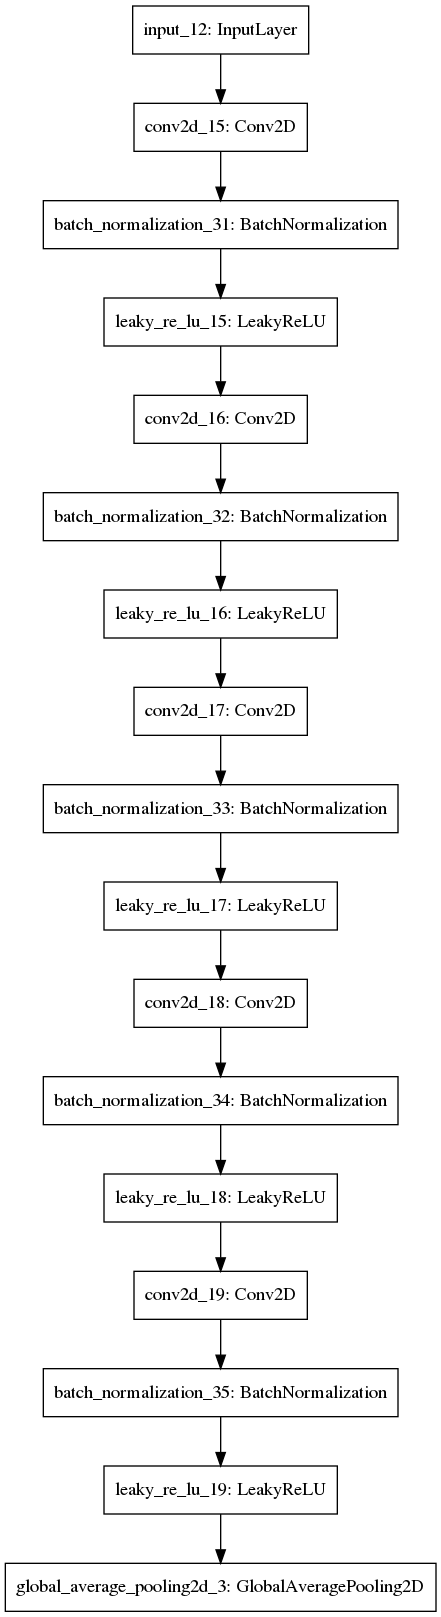 input_12: InputLayer
conv2d_15: Conv2D
batch_normalization_31: BatchNormalization
leaky_re_lu_15: LeakyReLU
conv2d_16: Conv2D
batch_normalization_32: BatchNormalization
leaky_re_lu_16: LeakyReLU
conv2d_17: Conv2D
batch_normalization_33: BatchNormalization
leaky_re_lu_17: LeakyReLU
conv2d_18: Conv2D
batch_normalization_34: BatchNormalization
leaky_re_lu_18: LeakyReLU
conv2d_19: Conv2D
batch_normalization_35: BatchNormalization
leaky_re_lu_19: LeakyReLU
global_average_pooling2d_3: GlobalAveragePooling2D